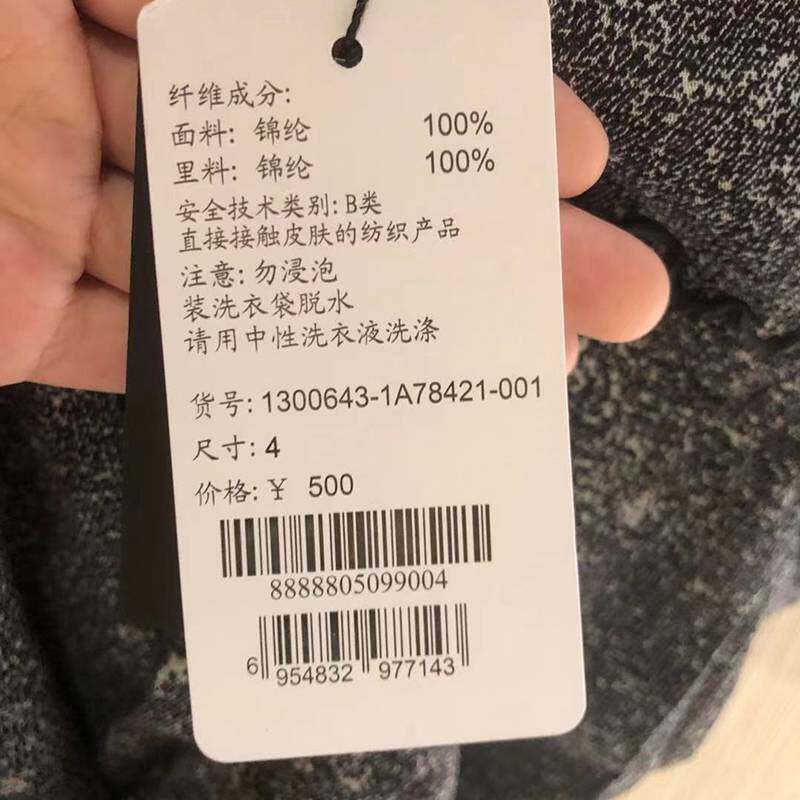 纤维成分:
面料: 锦纶 100%
里料: 锦纶 100%
安全技术类别: B类
直接接触皮肤的纺织产品
注意: 勿浸泡
装洗衣袋脱水
请用中性洗衣液洗涤
货号: 1300643-1A78421-001
尺寸: 4
价格: ¥ 500
8888805099004
6 954832 977143